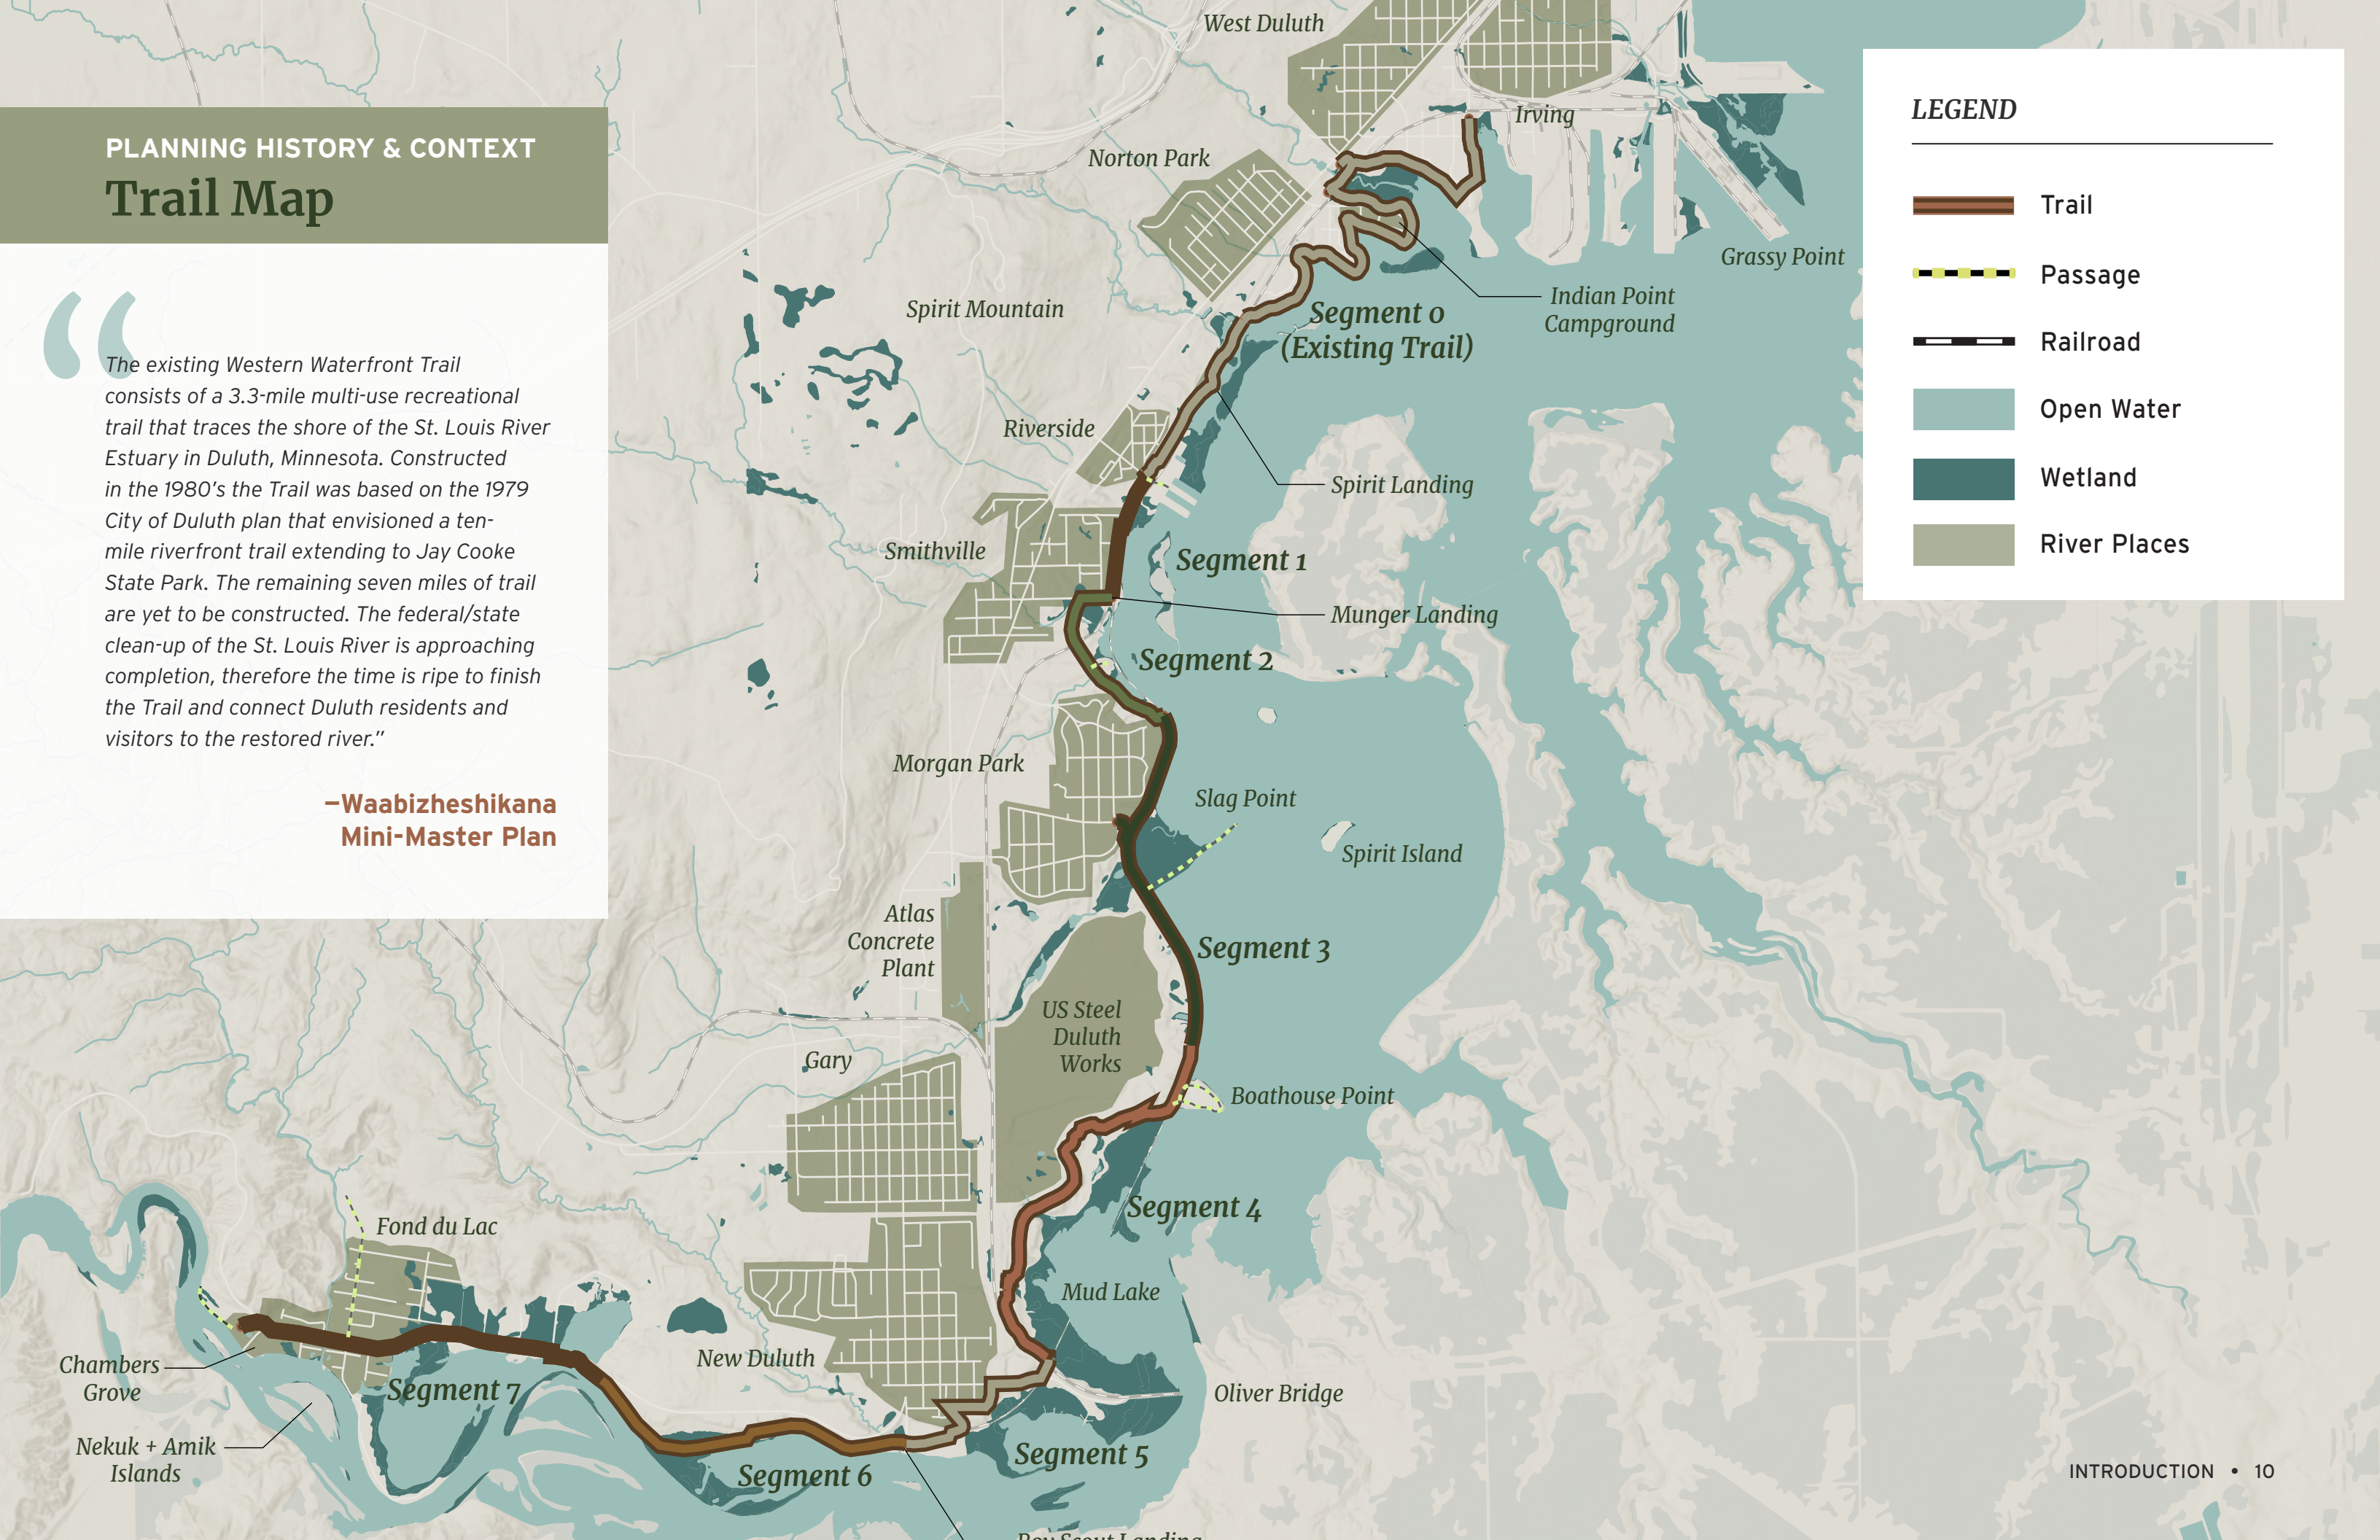 PLANNING HISTORY & CONTEXT
Trail Map
“
The existing Western Waterfront Trail
consists of a 3.3-mile multi-use recreational
trail that traces the shore of the St. Louis River
Estuary in Duluth, Minnesota. Constructed
in the 1980’s the Trail was based on the 1979
City of Duluth plan that envisioned a ten-
mile riverfront trail extending to Jay Cooke
State Park. The remaining seven miles of trail
are yet to be constructed. The federal/state
clean-up of the St. Louis River is approaching
completion, therefore the time is ripe to finish
the Trail and connect Duluth residents and
visitors to the restored river.”
–Waabizheshikana
Mini-Master Plan
West Duluth
Irving
Norton Park
Grassy Point
Spirit Mountain
Indian Point
Campground
Segment 0
(Existing Trail)
Riverside
Spirit Landing
Smithville
Segment 1
Munger Landing
Segment 2
Morgan Park
Slag Point
Spirit Island
Atlas
Concrete
Plant
Segment 3
US Steel
Duluth
Works
Gary
Boathouse Point
Segment 4
Fond du Lac
Mud Lake
New Duluth
Chambers
Grove
Segment 7
Oliver Bridge
Nekuk + Amik
Islands
Segment 5
Segment 6
Boy Scout Landing
LEGEND
Trail
Passage
Railroad
Open Water
Wetland
River Places
INTRODUCTION • 10